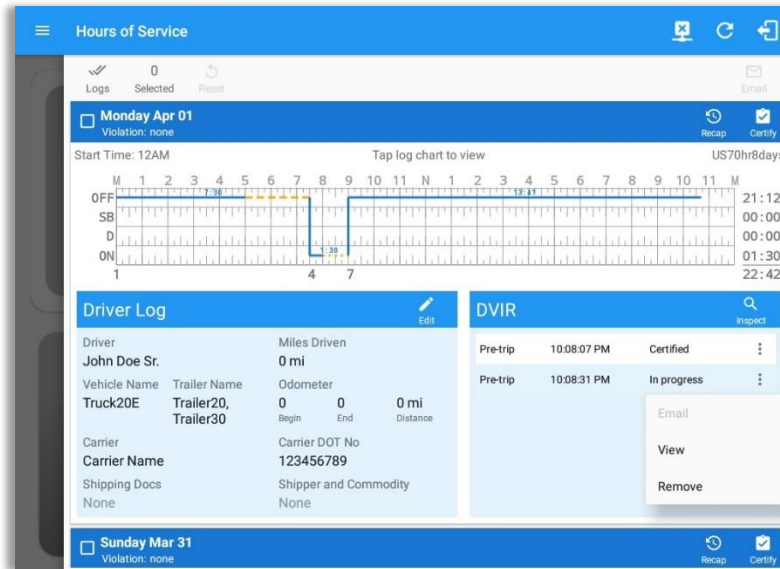 Hours of Service
0
Logs Selected Reset Email
Monday Apr 01
Violation: none
Recap Certify
Start Time: 12AM Tap log chart to view US70hr8days
M 1 2 3 4 5 6 7 8 9 10 11 N 1 2 3 4 5 6 7 8 9 10 11 M
OFF 7:30 13:41 21:12
SB 00:00
D 00:00
ON 1:30 01:30
1 4 7 22:42
Driver Log Edit
Driver Miles Driven
John Doe Sr. 0 mi
Vehicle Name Trailer Name Odometer
Truck20E Trailer20, 0 0 0 mi
Trailer30 Begin End Distance
Carrier Carrier DOT No
Carrier Name 123456789
Shipping Docs Shipper and Commodity
None None
DVIR Inspect
Pre-trip 10:08:07 PM Certified
Pre-trip 10:08:31 PM In progress
Email
View
Remove
Sunday Mar 31
Violation: none
Recap Certify